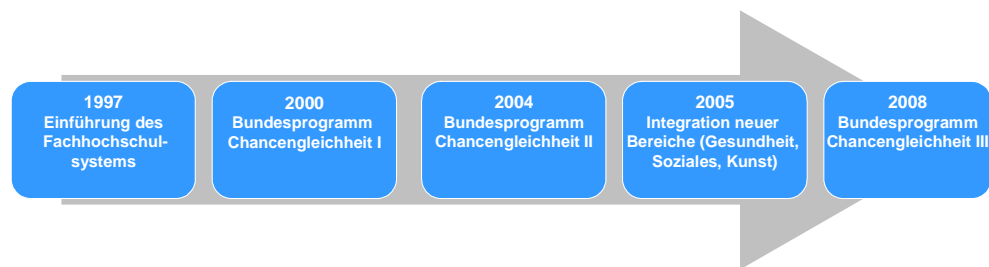 1997
Einführung des
Fachhochschul-
systems
2000
Bundesprogramm
Chancengleichheit I
2004
Bundesprogramm
Chancengleichheit II
2005
Integration neuer
Bereiche (Gesundheit,
Soziales, Kunst)
2008
Bundesprogramm
Chancengleichheit III